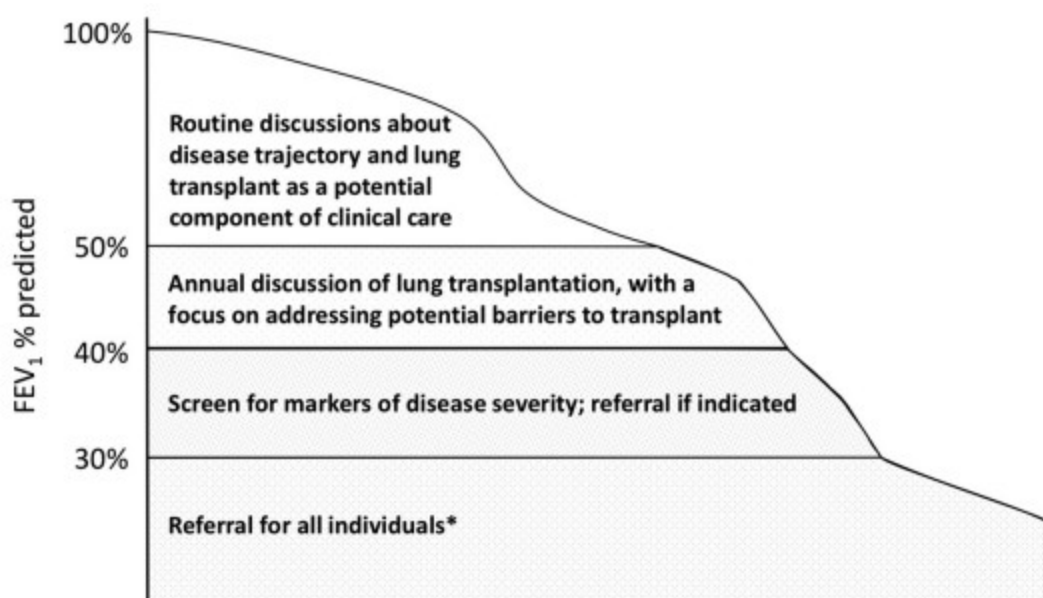 100%
Routine discussions about
disease trajectory and lung
transplant as a potential
component of clinical care
50%
Annual discussion of lung transplantation, with a
focus on addressing potential barriers to transplant
40%
Screen for markers of disease severity; referral if indicated
30%
Referral for all individuals*
FEV₁ % predicted